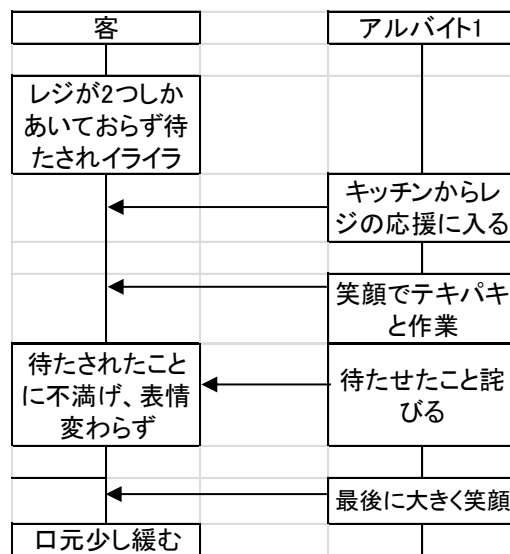 客
アルバイト1
レジが2つしか
あいておらず待
たされイライラ
キッチンからレ
ジの応援に入る
笑顔でテキパキ
と作業
待たされたこと
に不満げ、表情
変わらず
待たせたこと詫
びる
最後に大きく笑顔
口元少し緩む